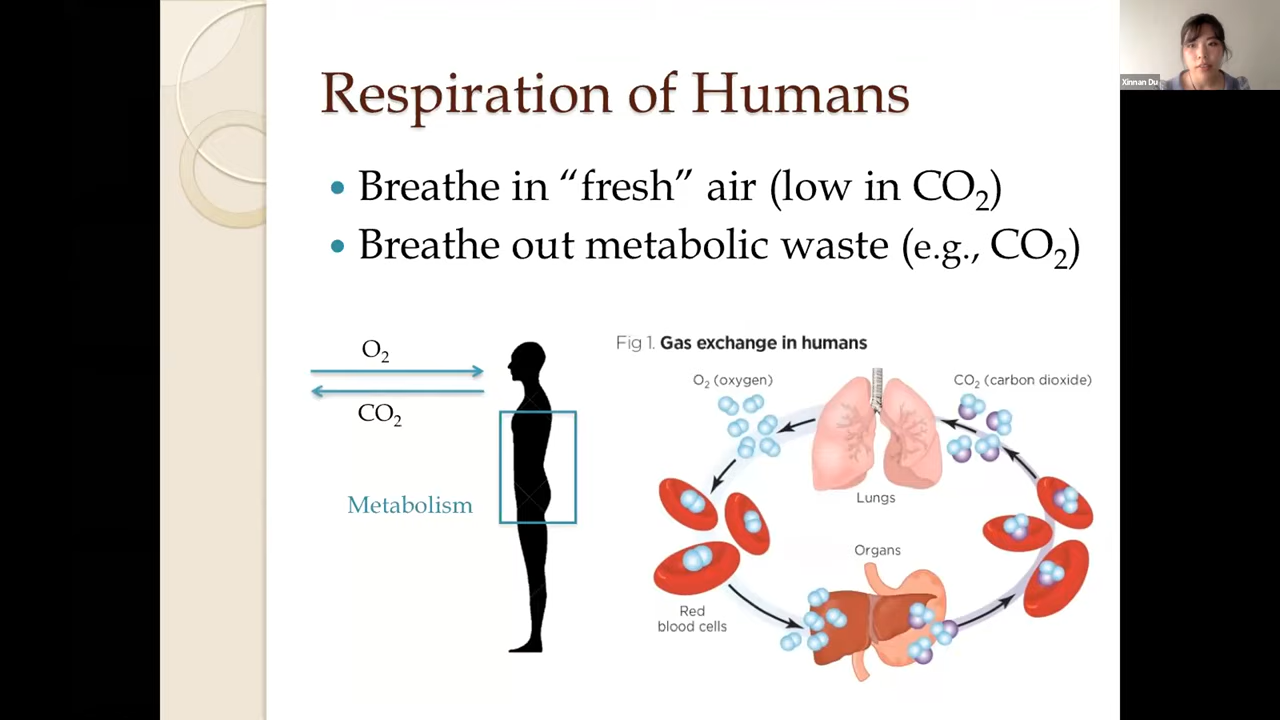 Respiration of Humans
• Breathe in “fresh” air (low in CO₂)
• Breathe out metabolic waste (e.g., CO₂)
O₂
CO₂
Metabolism
Fig 1. Gas exchange in humans
O₂ (oxygen)
CO₂ (carbon dioxide)
Lungs
Organs
Red
blood cells
Xinnan Du